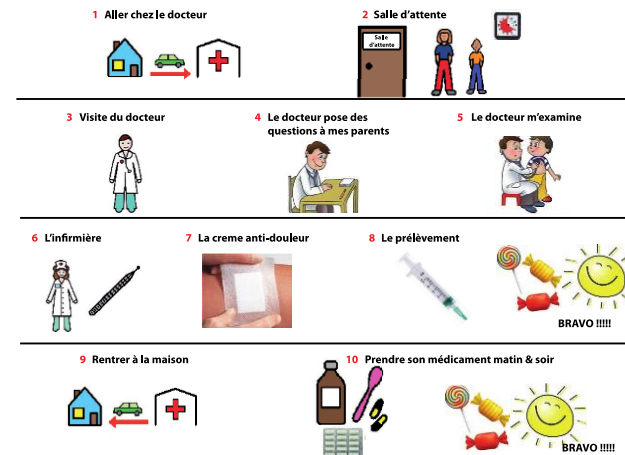 1 Aller chez le docteur
2 Salle d'attente
Salle
d'attente
3 Visite du docteur
4 Le docteur pose des
questions à mes parents
5 Le docteur m'examine
6 L'infirmière
7 La creme anti-douleur
8 Le prélèvement
BRAVO !!!!!
9 Rentrer à la maison
10 Prendre son médicament matin & soir
BRAVO !!!!!